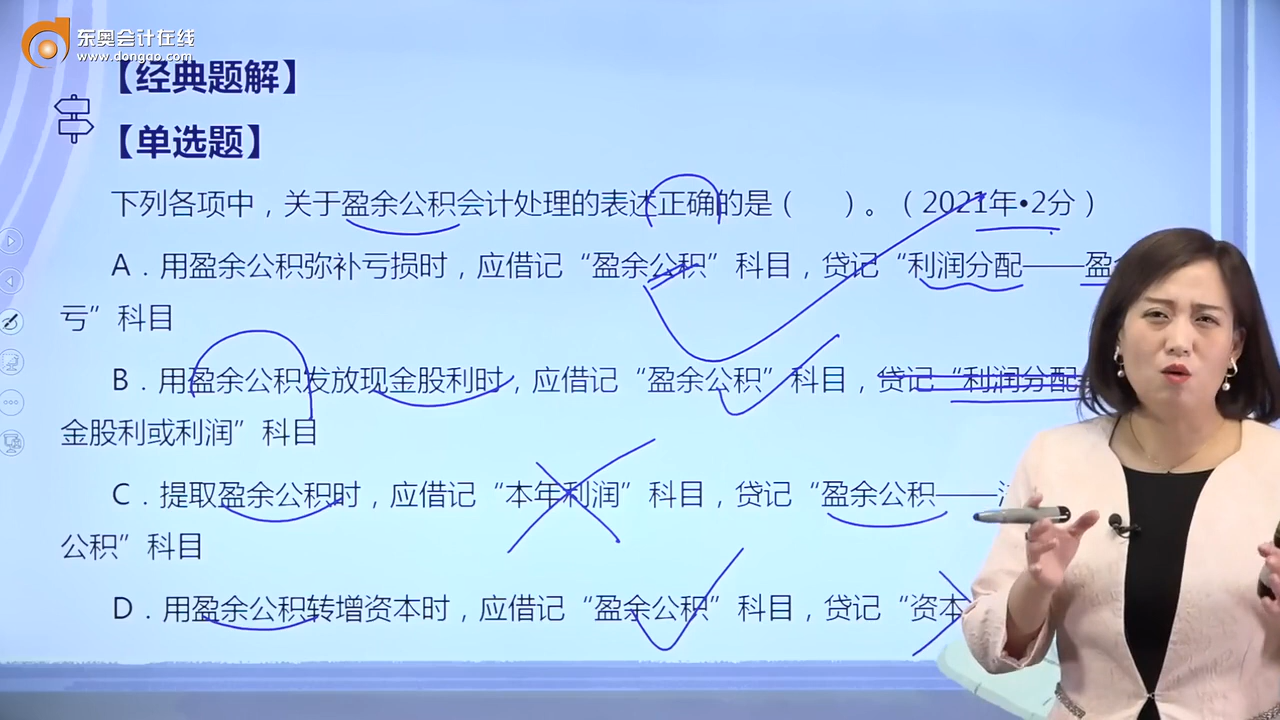 东奥会计在线
www.dongao.com
【经典题解】
【单选题】
下列各项中，关于盈余公积会计处理的表述正确的是（　　）。（2021年•2分）
A．用盈余公积弥补亏损时，应借记“盈余公积”科目，贷记“利润分配——盈
亏”科目
B．用盈余公积发放现金股利时，应借记“盈余公积”科目，贷记“利润分配
金股利或利润”科目
C．提取盈余公积时，应借记“本年利润”科目，贷记“盈余公积——
公积”科目
D．用盈余公积转增资本时，应借记“盈余公积”科目，贷记“资本